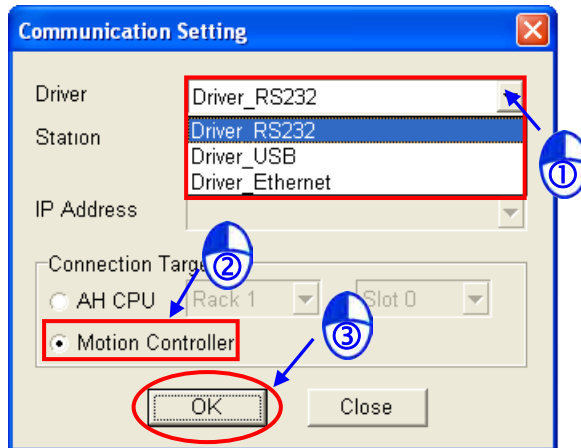 Communication Setting
Driver
Driver_RS232
Station
Driver_RS232
Driver_USB
Driver_Ethernet
①
IP Address
Connection Targe
②
AH CPU
Rack 1
Slot 0
Motion Controller
③
OK
Close